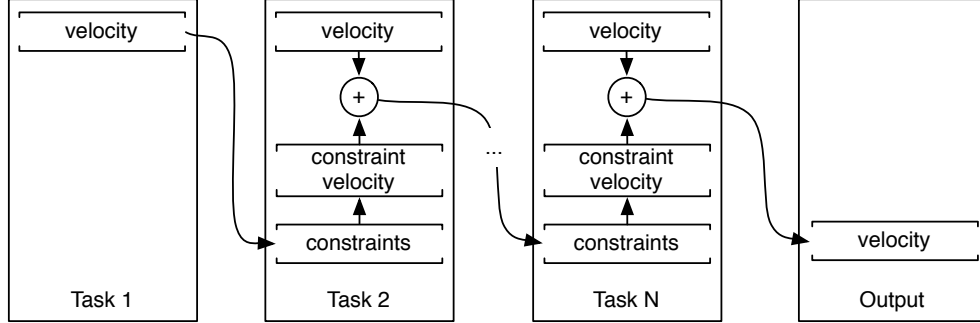 velocity
Task 1
velocity
+
constraint
velocity
constraints
Task 2
...
velocity
+
constraint
velocity
constraints
Task N
velocity
Output